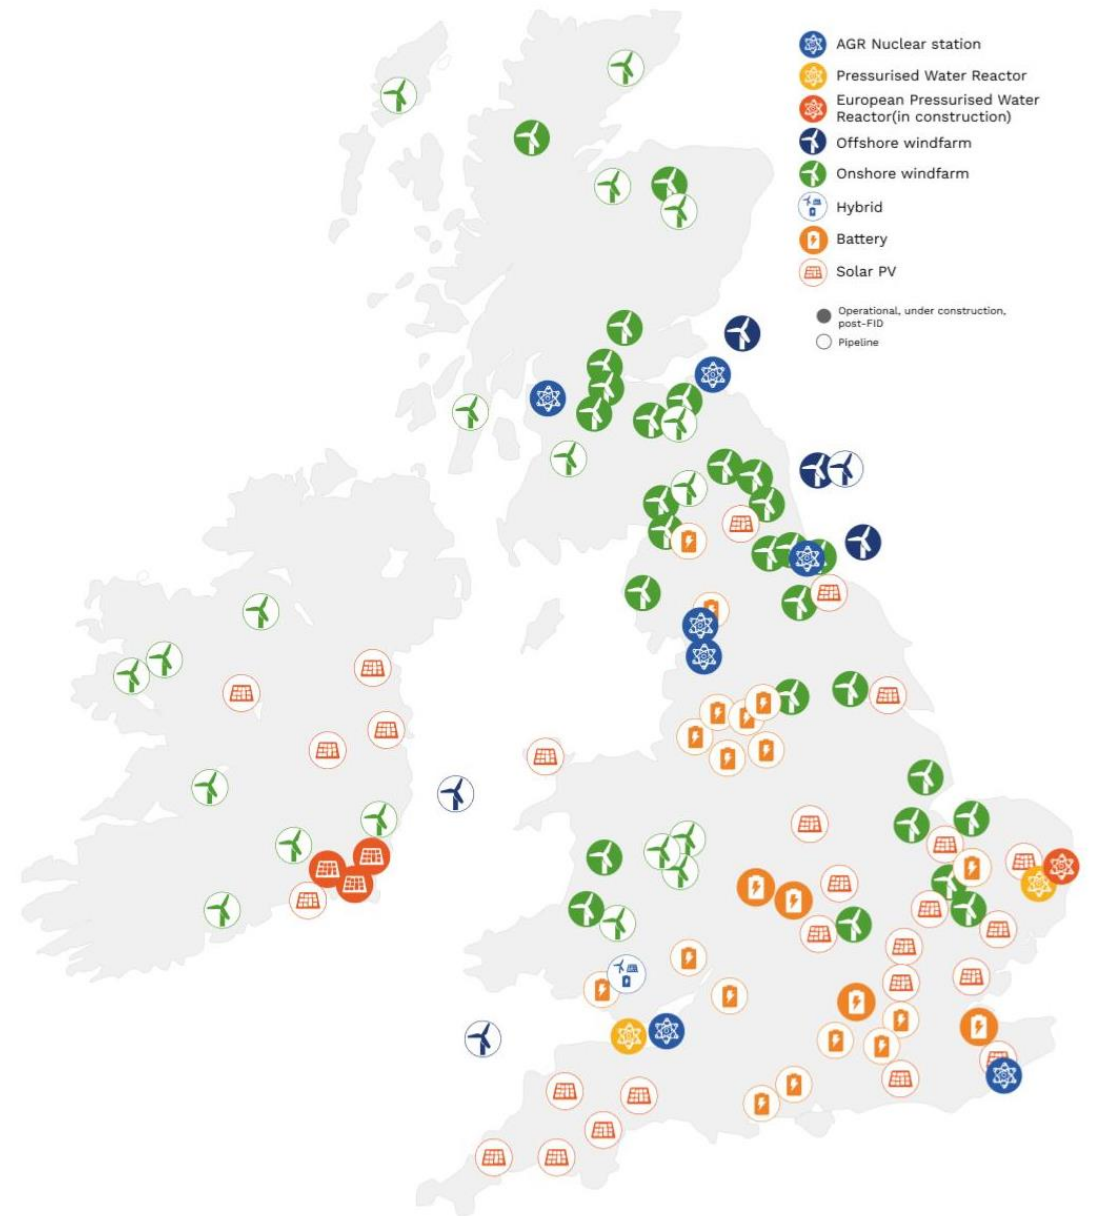 AGR Nuclear station
Pressurised Water Reactor
European Pressurised Water
Reactor(in construction)
Offshore windfarm
Onshore windfarm
Hybrid
Battery
Solar PV
Operational, under construction,
post-FID
Pipeline